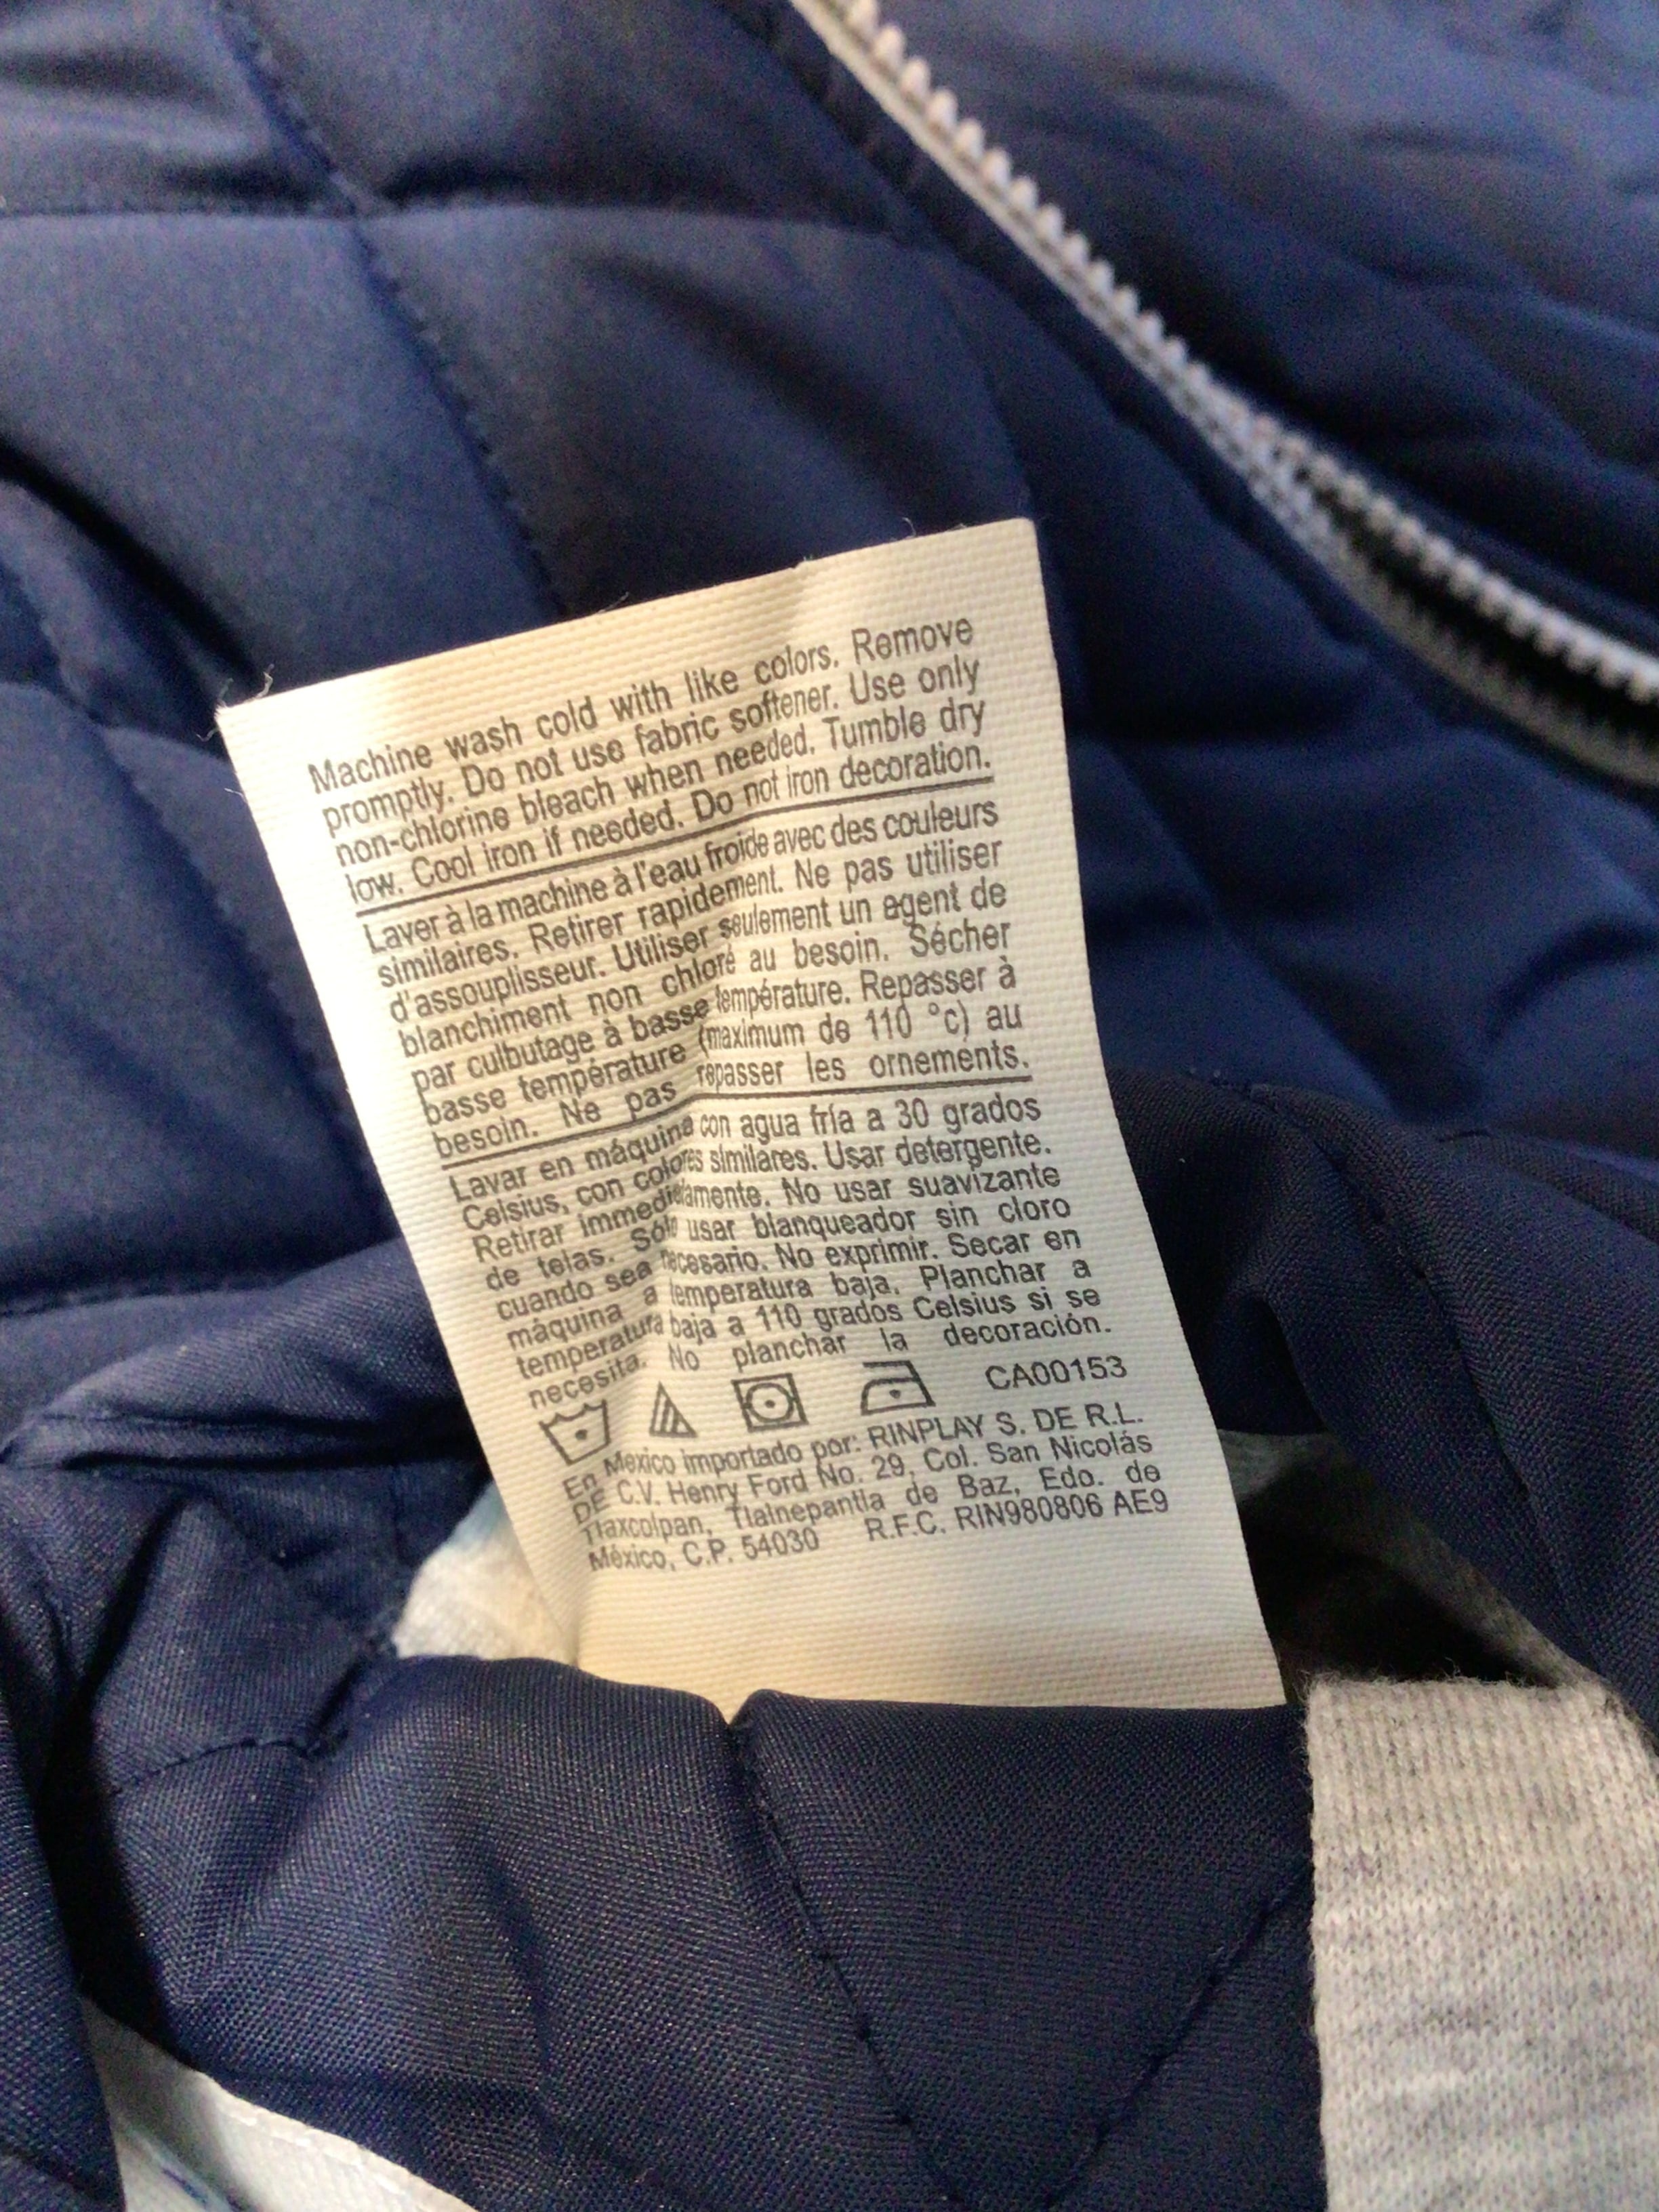 Machine wash cold with like colors. Remove
promptly. Do not use fabric softener. Use only
non-chlorine bleach when needed. Tumble dry
low. Cool iron if needed. Do not iron decoration.
Laver à la machine à l'eau froide avec des couleurs
similaires. Retirer rapidement. Ne pas utiliser
d'assouplisseur. Utiliser seulement un agent de
blanchiment non chloré au besoin. Sécher
par culbutage à basse température. Repasser à
basse température (maximum de 110 °c) au
besoin. Ne pas repasser les ornements.
Lavar en máquina con agua fría a 30 grados
Celsius, con colores similares. Usar detergente.
Retirar immediatamente. No usar suavizante
de telas. Sólo usar blanqueador sin cloro
cuando sea necesario. No exprimir. Secar en
máquina a temperatura baja. Planchar a
temperatura baja a 110 grados Celsius si se
necesita. No planchar la decoración.
CA00153
En Mexico importado por: RINPLAY S. DE R.L.
DE C.V. Henry Ford No. 29, Col. San Nicolás
Tlaxcolpan, Tlalnepantla de Baz, Edo. de
México, C.P. 54030 R.F.C. RIN980806 AE9